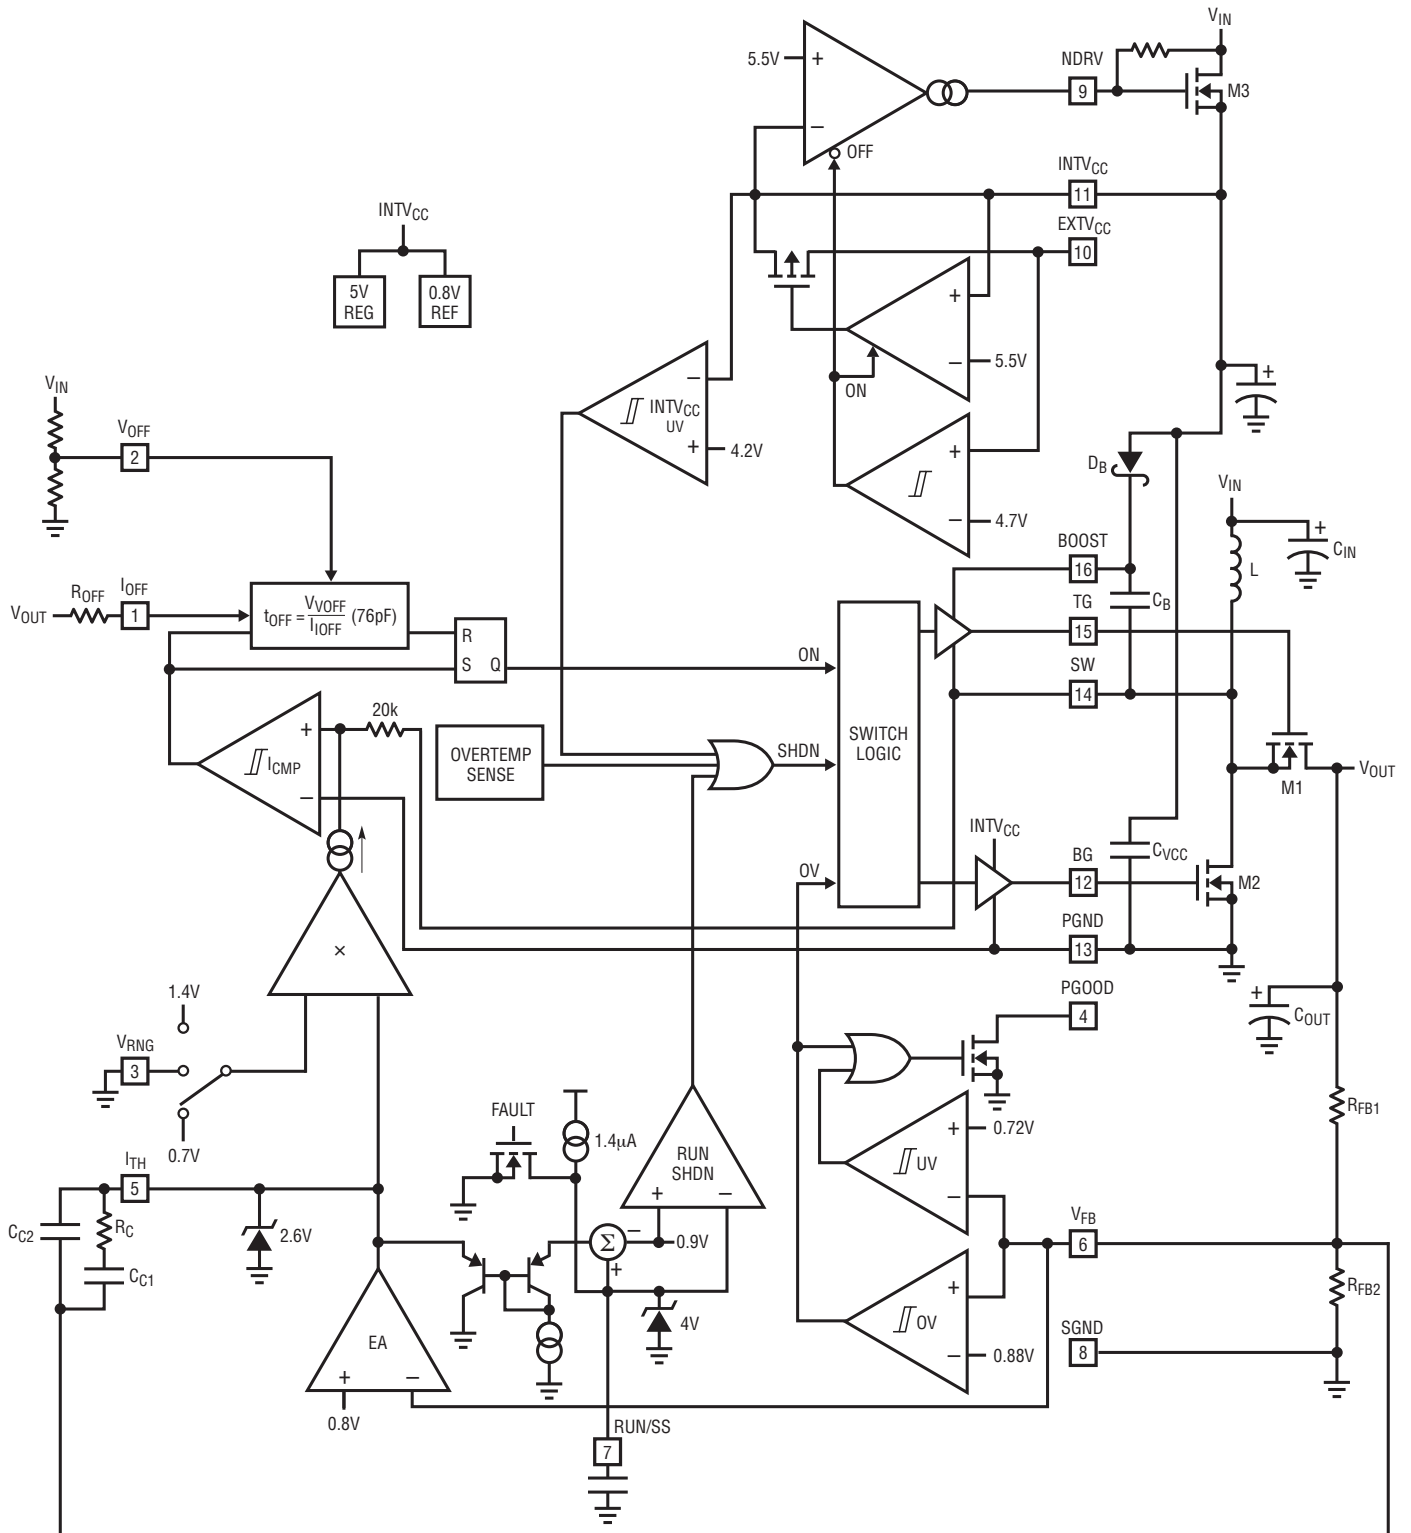 VIN
5.5V
+
NDRV
9
M3
−
OFF
INTVCC
11
EXTVCC
10
INTVCC
5V
REG
0.8V
REF
+
−
5.5V
ON
+
VIN
VOFF
2
−
INTVCC
UV
+
4.2V
+
−
4.7V
DB
VIN
+
CIN
L
BOOST
16
CB
TG
15
SW
14
VOUT
ROFF
IOFF
1
tOFF = VVOFF/IIOFF (76pF)
R
S Q
ON
20k
+
ICMP
−
OVERTEMP
SENSE
SHDN
SWITCH
LOGIC
VOUT
M1
INTVCC
BG
12
CVCC
M2
OV
PGND
13
×
1.4V
VRNG
3
0.7V
PGOOD
4
+
COUT
FAULT
1.4µA
RUN
SHDN
+ −
+
0.72V
UV
−
RFB1
ITH
5
CC2
RC
CC1
2.6V
Σ
−
+
0.9V
4V
VFB
6
+
OV
−
0.88V
RFB2
SGND
8
EA
+ −
0.8V
RUN/SS
7